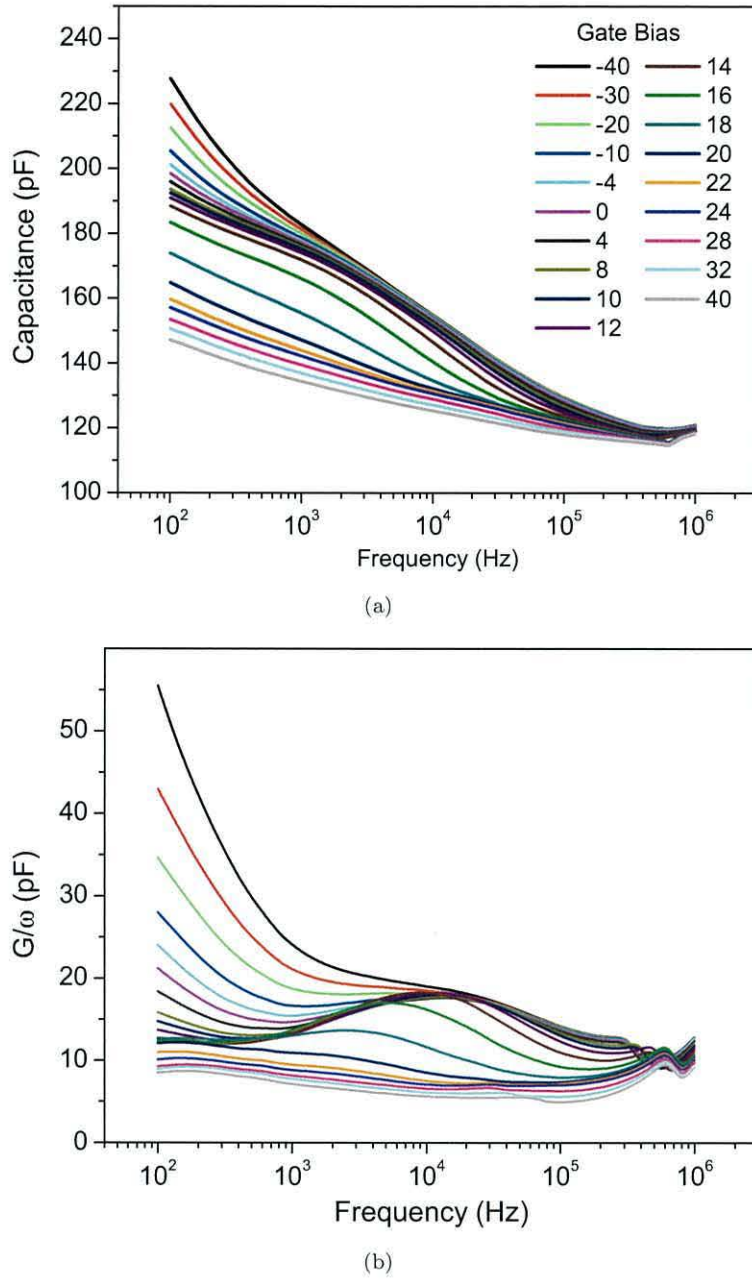 240
220
200
180
160
140
120
100
Capacitance (pF)
Gate Bias
-40 14
-30 16
-20 18
-10 20
-4 22
0 24
4 28
8 32
10 40
12
10² 10³ 10⁴ 10⁵ 10⁶
Frequency (Hz)
(a)
50
40
30
20
10
0
G/ω (pF)
10² 10³ 10⁴ 10⁵ 10⁶
Frequency (Hz)
(b)